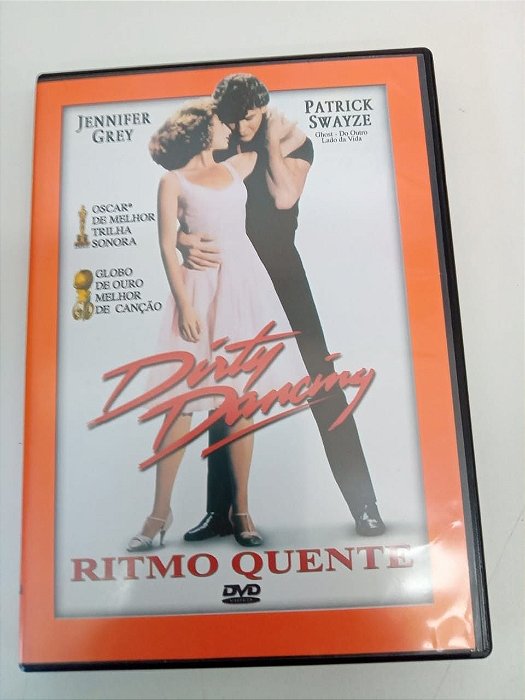 JENNIFER
GREY
PATRICK
SWAYZE
Ghost - Do Outro
Lado da Vida
OSCAR®
DE MELHOR
TRILHA
SONORA
GLOBO
DE OURO
MELHOR
DE CANÇÃO
Dirty
Dancing
RITMO QUENTE
DVD
VIDEO